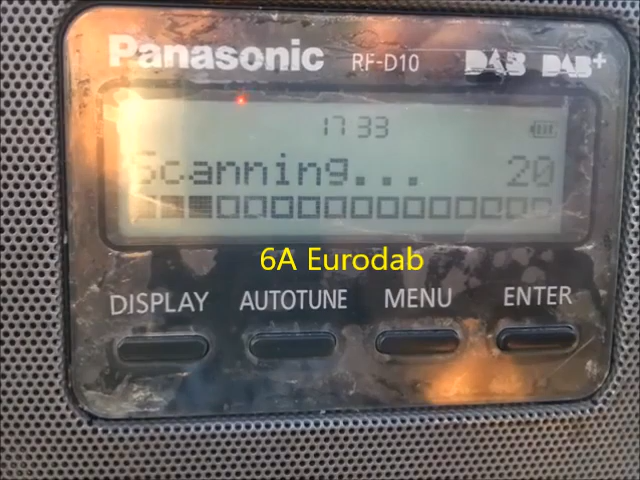 Panasonic RF-D10 DAB DAB+
17 33
Scanning... 20
6A Eurodab
DISPLAY AUTOTUNE MENU ENTER